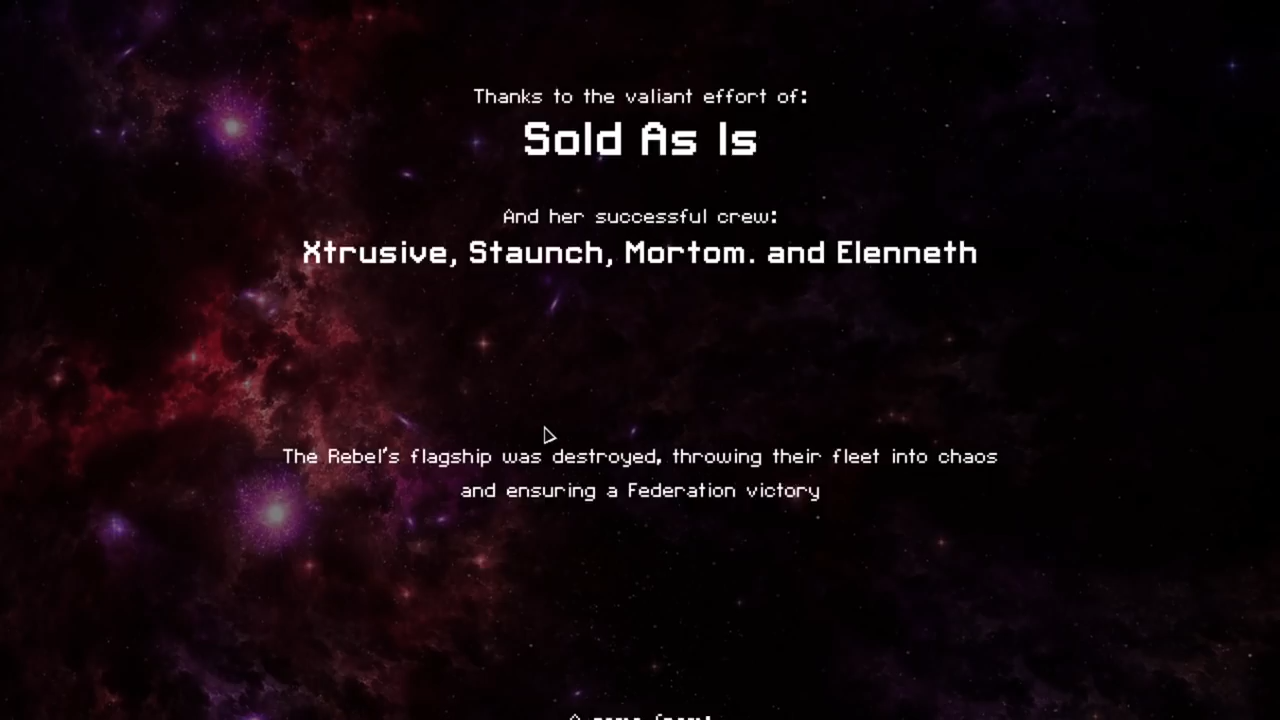 Thanks to the valiant effort of:
Sold As Is
And her successful crew:
Xtrusive, Staunch, Mortom. and Elenneth
The Rebel's flagship was destroyed, throwing their fleet into chaos
and ensuring a Federation victory